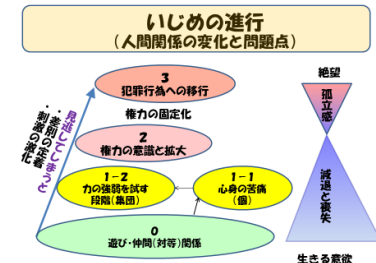 いじめの進行
（人間関係の変化と問題点）
3
犯罪行為への移行
権力の固定化
2
権力の意識と拡大
1-2
力の強弱を試す
段階(集団)
1-1
心身の苦痛
(個)
0
遊び・仲間(対等)関係
見逃してしまうと
・差別の定着
・刺激の激化
絶望
孤立感
減退と喪失
生きる意欲